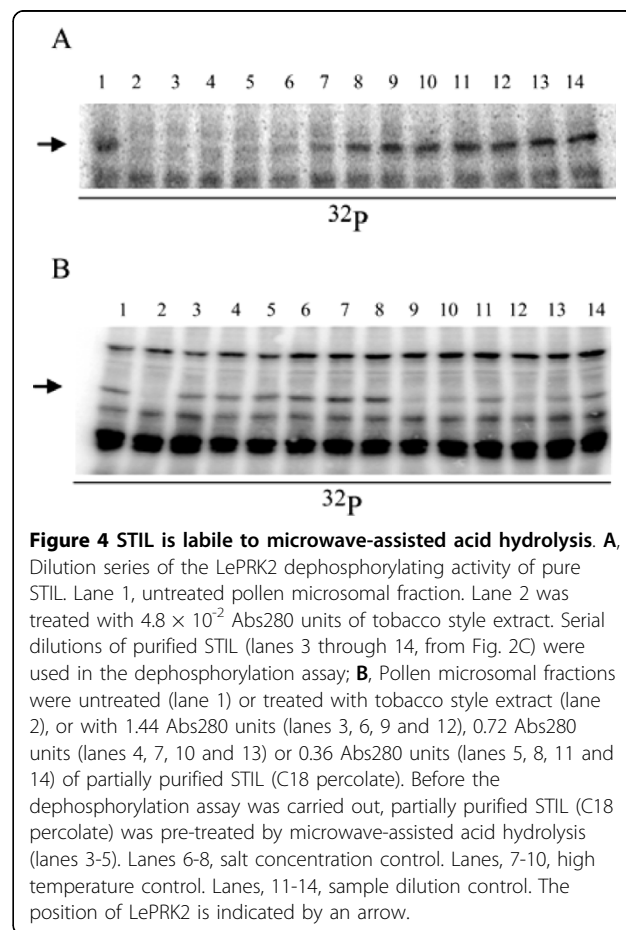 A
1 2 3 4 5 6 7 8 9 10 11 12 13 14
32P
B
1 2 3 4 5 6 7 8 9 10 11 12 13 14
32P
Figure 4 STIL is labile to microwave-assisted acid hydrolysis. A,
Dilution series of the LePRK2 dephosphorylating activity of pure
STIL. Lane 1, untreated pollen microsomal fraction. Lane 2 was
treated with 4.8 × 10-2 Abs280 units of tobacco style extract. Serial
dilutions of purified STIL (lanes 3 through 14, from Fig. 2C) were
used in the dephosphorylation assay; B, Pollen microsomal fractions
were untreated (lane 1) or treated with tobacco style extract (lane
2), or with 1.44 Abs280 units (lanes 3, 6, 9 and 12), 0.72 Abs280
units (lanes 4, 7, 10 and 13) or 0.36 Abs280 units (lanes 5, 8, 11 and
14) of partially purified STIL (C18 percolate). Before the
dephosphorylation assay was carried out, partially purified STIL (C18
percolate) was pre-treated by microwave-assisted acid hydrolysis
(lanes 3-5). Lanes 6-8, salt concentration control. Lanes, 7-10, high
temperature control. Lanes, 11-14, sample dilution control. The
position of LePRK2 is indicated by an arrow.